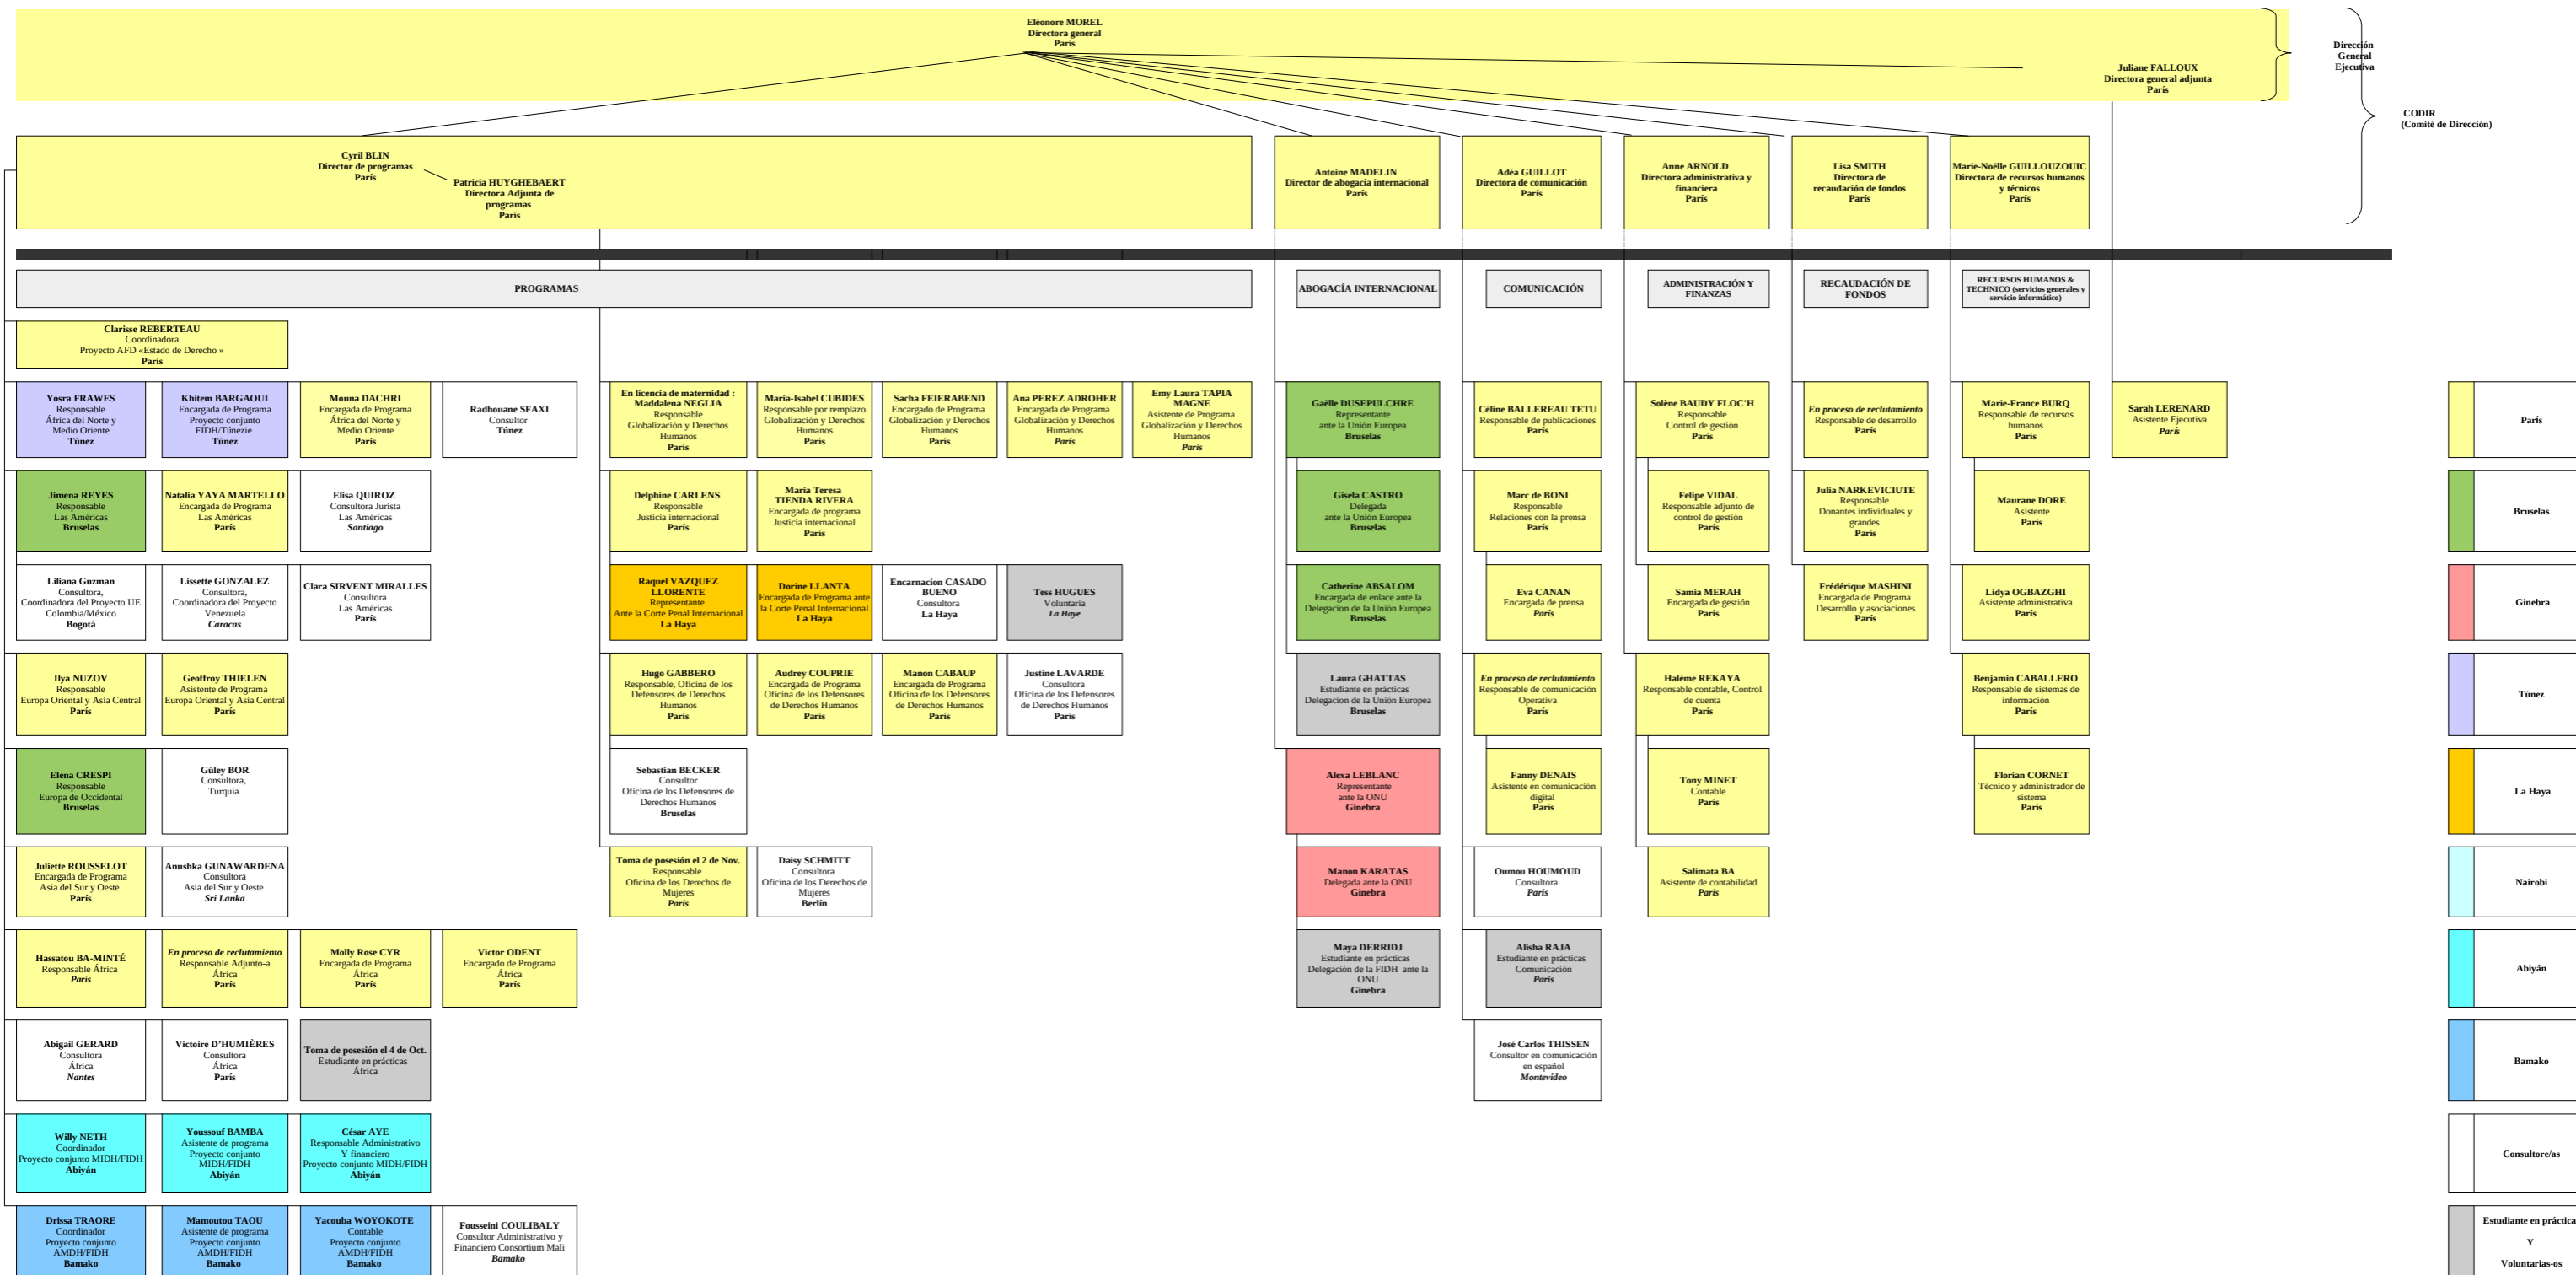 Eléonore MOREL
Directora general
París
Juliane FALLOUX
Directora general adjunta
París
Dirección
General
Ejecutiva
CODIR
(Comité de Dirección)
Cyril BLIN
Director de programas
París
Patricia HUYGHEBAERT
Directora Adjunta de
programas
París
Antoine MADELIN
Director de abogacía internacional
París
Adéa GUILLOT
Directora de comunicación
París
Anne ARNOLD
Directora administrativa y
financiera
París
Lisa SMITH
Directora de
recaudación de fondos
París
Marie-Noëlle GUILLOUZOUIC
Directora de recursos humanos
y técnicos
París
PROGRAMAS
ABOGACÍA INTERNACIONAL
COMUNICACIÓN
ADMINISTRACIÓN Y
FINANZAS
RECAUDACIÓN DE
FONDOS
RECURSOS HUMANOS &
TECHNICO (servicios generales y
servicio informático)
Clarisse REBERTEAU
Coordinadora
Proyecto AFD «Estado de Derecho »
París
Yosra FRAWES
Responsable
África del Norte y
Medio Oriente
Túnez
Khitem BARGAOUI
Encargada de Programa
Proyecto conjunto
FIDH/Túnezie
Túnez
Mouna DACHRI
Encargada de Programa
África del Norte y
Medio Oriente
Paris
Radhouane SFAXI
Consultor
Túnez
En licencia de maternidad :
Maddalena NEGLIA
Responsable
Globalización y Derechos
Humanos
París
Maria-Isabel CUBIDES
Responsable por remplazo
Globalización y Derechos
Humanos
París
Sacha FEIERABEND
Encargado de Programa
Globalización y Derechos
Humanos
París
Ana PEREZ ADROHER
Encargada de Programa
Globalización y Derechos
Humanos
París
Emy Laura TAPIA
MAGNE
Asistente de Programa
Globalización y Derechos
Humanos
París
Gaëlle DUSEPULCHRE
Representante
ante la Unión Europea
Bruselas
Céline BALLEREAU TETU
Responsable de publicaciones
París
Solène BAUDY FLOC'H
Responsable
Control de gestión
París
En proceso de reclutamiento
Responsable de desarrollo
París
Marie-France BURQ
Responsable de recursos
humanos
París
Sarah LERENARD
Asistente Ejecutiva
París
París
Jimena REYES
Responsable
Las Américas
Bruselas
Natalia YAYA MARTELLO
Encargada de Programa
Las Américas
París
Elisa QUIROZ
Consultora Jurista
Las Américas
Santiago
Delphine CARLENS
Responsable
Justicia internacional
París
Maria Teresa
TIENDA RIVERA
Encargada de programa
Justicia internacional
París
Gisela CASTRO
Delegada
ante la Unión Europea
Bruselas
Marc de BONI
Responsable
Relaciones con la prensa
París
Felipe VIDAL
Responsable adjunto de
control de gestión
París
Julia NARKEVICIUTE
Responsable
Donantes individuales y
grandes
París
Maurane DORE
Asistente
París
Bruselas
Liliana Guzman
Consultora,
Coordinadora del Proyecto UE
Colombia/México
Bogotá
Lissette GONZALEZ
Consultora,
Coordinadora del Proyecto
Venezuela
Caracas
Clara SIRVENT MIRALLES
Consultora
Las Américas
París
Raquel VAZQUEZ
LLORENTE
Representante
Ante la Corte Penal Internacional
La Haya
Dorine LLANTA
Encargada de Programa ante
la Corte Penal Internacional
La Haya
Encarnacion CASADO
BUENO
Consultora
La Haya
Tess HUGUES
Voluntaria
La Haye
Catherine ABSALOM
Encargada de enlace ante la
Delegacion de la Unión Europea
Bruselas
Eva CANAN
Encargada de prensa
París
Samia MERAH
Encargada de gestión
París
Frédérique MASHINI
Encargada de Programa
Desarrollo y asociaciones
París
Lidya OGBAZGHI
Asistente administrativa
París
Ginebra
Ilya NUZOV
Responsable
Europa Oriental y Asia Central
París
Geoffroy THIELEN
Asistente de Programa
Europa Oriental y Asia Central
París
Hugo GABBERO
Responsable, Oficina de los
Defensores de Derechos
Humanos
París
Audrey COUPRIE
Encargada de Programa
Oficina de los Defensores
de Derechos Humanos
París
Manon CABAUP
Encargada de Programa
Oficina de los Defensores
de Derechos Humanos
París
Justine LAVARDE
Consultora
Oficina de los Defensores
de Derechos Humanos
París
Laura GHATTAS
Estudiante en prácticas
Delegacion de la Unión Europea
Bruselas
En proceso de reclutamiento
Responsable de comunicación
Operativa
París
Halème REKAYA
Responsable contable, Control
de cuenta
París
Benjamin CABALLERO
Responsable de sistemas de
información
París
Túnez
Elena CRESPI
Responsable
Europa de Occidental
Bruselas
Güley BOR
Consultora,
Turquía
Sebastian BECKER
Consultor
Oficina de los Defensores de
Derechos Humanos
Bruselas
Alexa LEBLANC
Representante
ante la ONU
Ginebra
Fanny DENAIS
Asistente en comunicación
digital
París
Tony MINET
Contable
París
Florian CORNET
Técnico y administrador de
sistema
París
La Haya
Juliette ROUSSELOT
Encargada de Programa
Asia del Sur y Oeste
París
Anushka GUNAWARDENA
Consultora
Asia del Sur y Oeste
Sri Lanka
Toma de posesión el 2 de Nov.
Responsable
Oficina de los Derechos de
Mujeres
París
Daisy SCHMITT
Consultora
Oficina de los Derechos de
Mujeres
Berlín
Manon KARATAS
Delegada ante la ONU
Ginebra
Oumou HOUMOUD
Consultora
París
Salimata BA
Asistente de contabilidad
París
Nairobi
Hassatou BA-MINTÉ
Responsable África
París
En proceso de reclutamiento
Responsable Adjunto-a
África
París
Molly Rose CYR
Encargada de Programa
África
París
Victor ODENT
Encargado de Programa
África
París
Maya DERRIDJ
Estudiante en prácticas
Delegación de la FIDH ante la
ONU
Ginebra
Alisha RAJA
Estudiante en prácticas
Comunicación
París
Abiyán
Abigail GERARD
Consultora
África
Nantes
Victoire D'HUMIÈRES
Consultora
África
París
Toma de posesión el 4 de Oct.
Estudiante en prácticas
África
José Carlos THISSEN
Consultor en comunicación
en español
Montevideo
Bamako
Willy NETH
Coordinador
Proyecto conjunto MIDH/FIDH
Abiyán
Youssouf BAMBA
Asistente de programa
Proyecto conjunto
MIDH/FIDH
Abiyán
César AYE
Responsable Administrativo
Y financiero
Proyecto conjunto MIDH/FIDH
Abiyán
Consultore/as
Drissa TRAORE
Coordinador
Proyecto conjunto
AMDH/FIDH
Bamako
Mamoutou TAOU
Asistente de programa
Proyecto conjunto
AMDH/FIDH
Bamako
Yacouba WOYOKOTE
Contable
Proyecto conjunto
AMDH/FIDH
Bamako
Fousseini COULIBALY
Consultor Administrativo y
Financiero Consortium Mali
Bamako
Estudiante en práctica
Y
Voluntarias-os